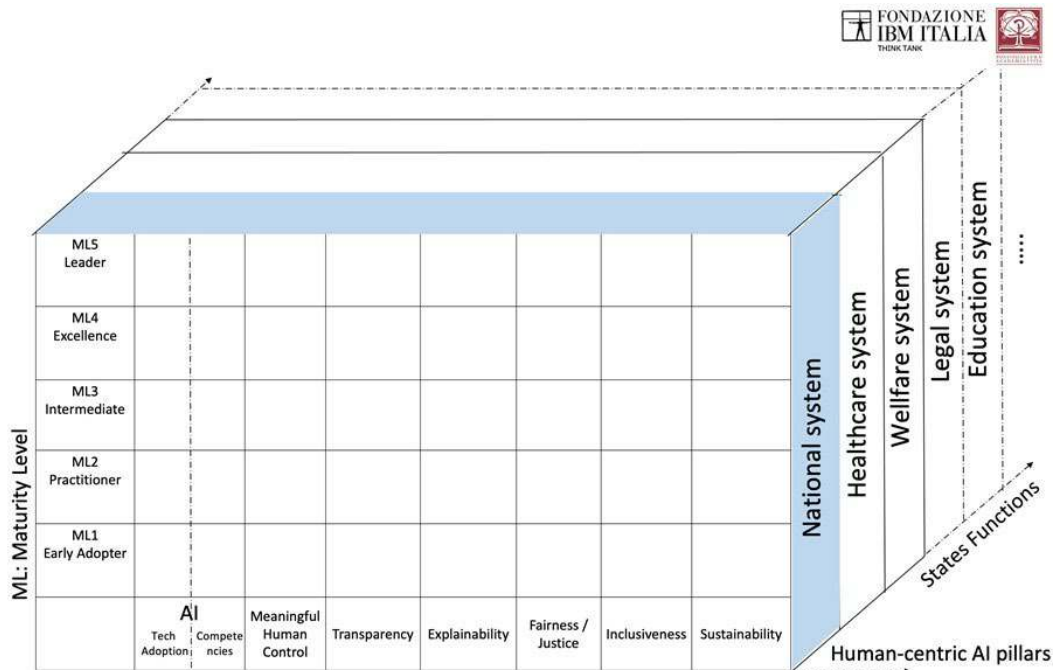 FONDAZIONE
IBM ITALIA
THINK TANK
ML5
Leader
ML4
Excellence
ML3
Intermediate
ML2
Practitioner
ML1
Early Adopter
ML: Maturity Level
AI
Tech
Adoption
Compete
ncies
Meaningful
Human
Control
Transparency
Explainability
Fairness /
Justice
Inclusiveness
Sustainability
National system
Healthcare system
Wellfare system
Legal system
Education system
.....
States Functions
Human-centric AI pillars